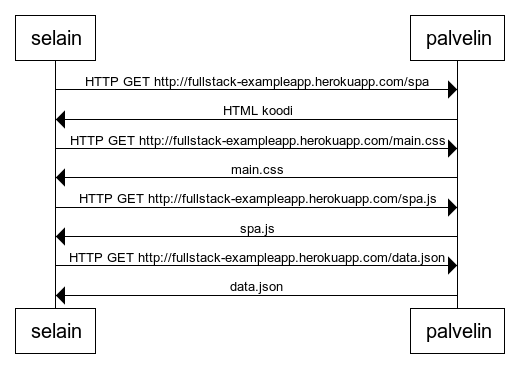 selain palvelin
HTTP GET http://fullstack-exampleapp.herokuapp.com/spa
HTML koodi
HTTP GET http://fullstack-exampleapp.herokuapp.com/main.css
main.css
HTTP GET http://fullstack-exampleapp.herokuapp.com/spa.js
spa.js
HTTP GET http://fullstack-exampleapp.herokuapp.com/data.json
data.json
selain palvelin